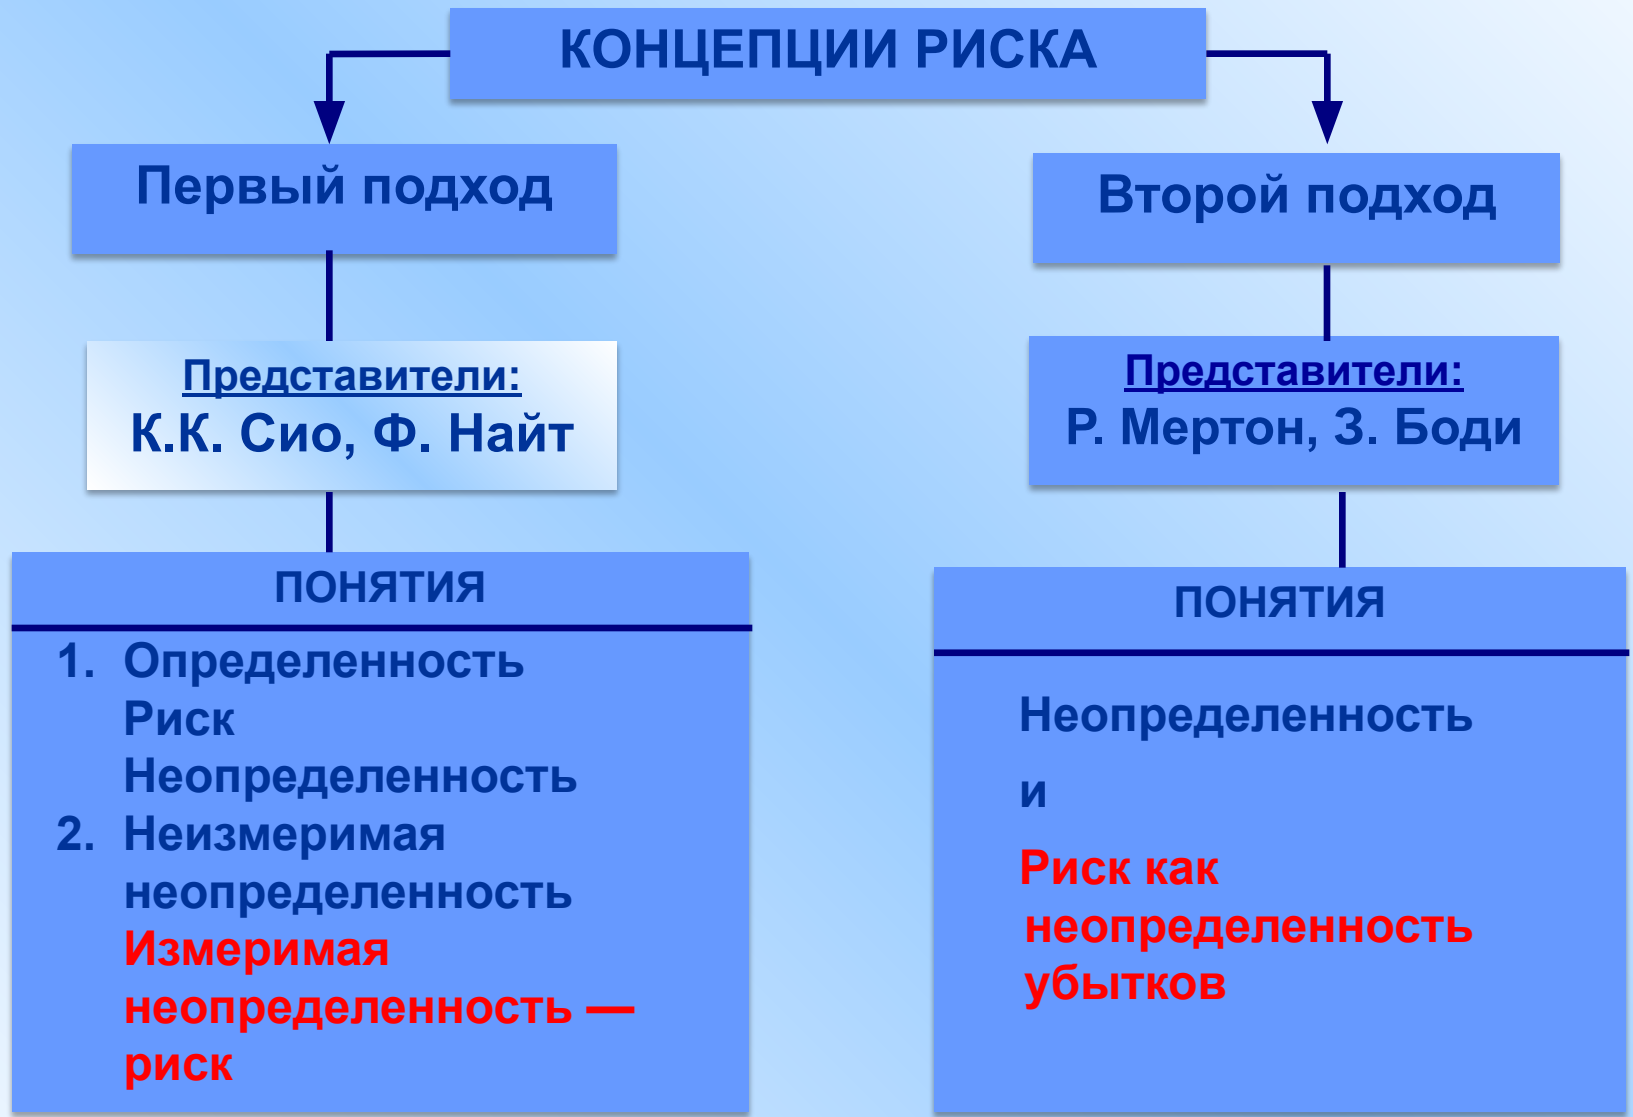 КОНЦЕПЦИИ РИСКА
Первый подход
Представители:
К.К. Сио, Ф. Найт
ПОНЯТИЯ
1. Определенность
Риск
Неопределенность
2. Неизмеримая
неопределенность
Измеримая
неопределенность —
риск
Второй подход
Представители:
Р. Мертон, З. Боди
ПОНЯТИЯ
Неопределенность
и
Риск как
неопределенность
убытков